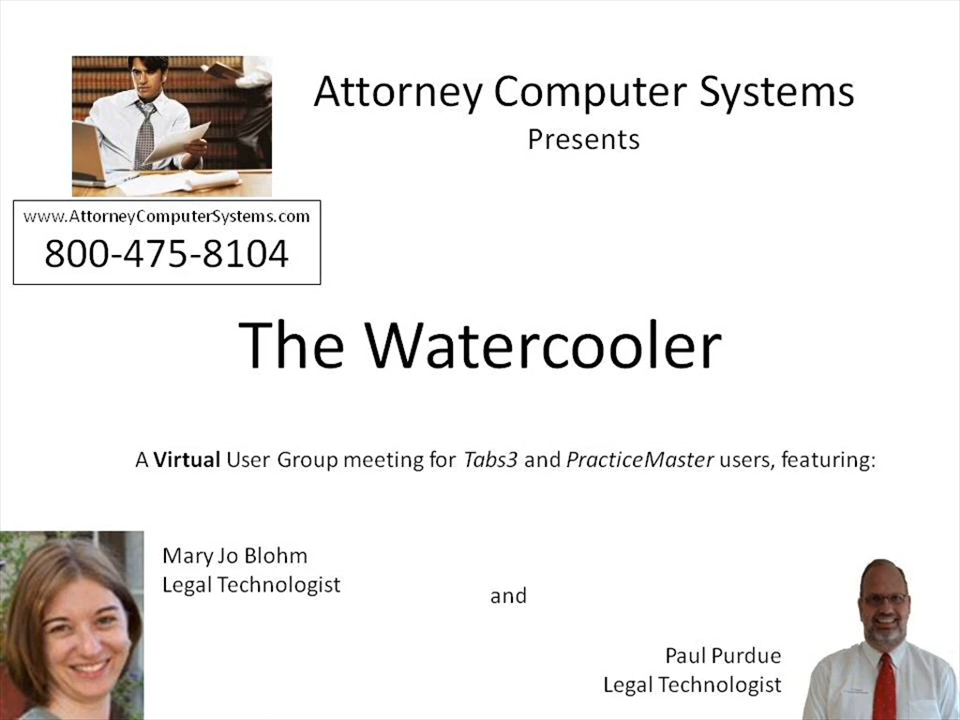 Attorney Computer Systems
Presents
www.AttorneyComputerSystems.com
800-475-8104
The Watercooler
A Virtual User Group meeting for Tabs3 and PracticeMaster users, featuring:
Mary Jo Blohm
Legal Technologist
and
Paul Purdue
Legal Technologist